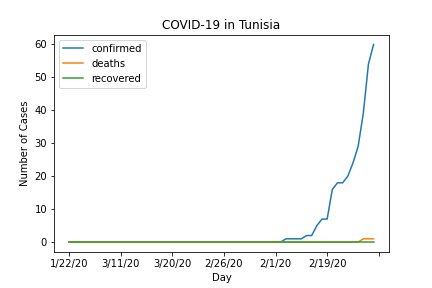 COVID-19 in Tunisia
confirmed
deaths
recovered
60
50
40
30
20
10
0
Number of Cases
1/22/20 3/11/20 3/20/20 2/26/20 2/1/20 2/19/20
Day